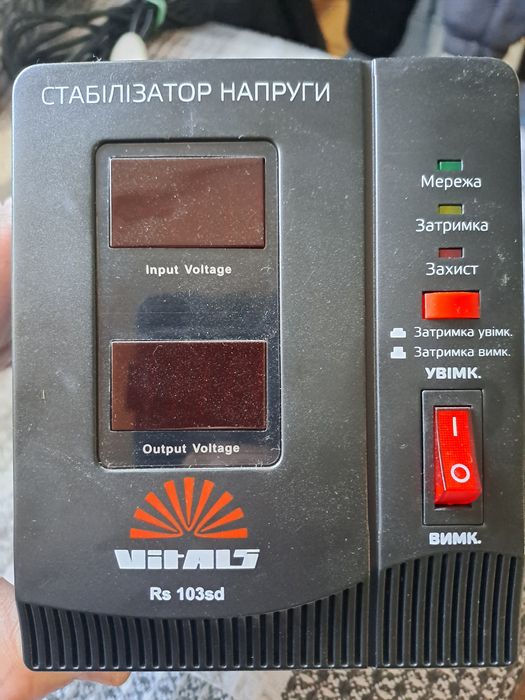 СТАБІЛІЗАТОР НАПРУГИ
Input Voltage
Output Voltage
Vitals
Rs 103sd
Мережа
Затримка
Захист
Затримка увімк.
Затримка вимк.
УВІМК.
I
O
ВИМК.